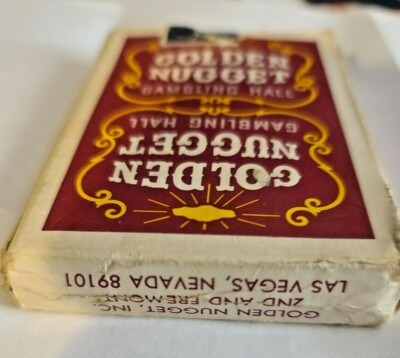 GOLDEN
NUGGET
GAMBLING HALL
GAMBLING HALL
NUGGET
GOLDEN
GOLDEN NUGGET, INC.
2ND AND FREMONT
LAS VEGAS, NEVADA 89101